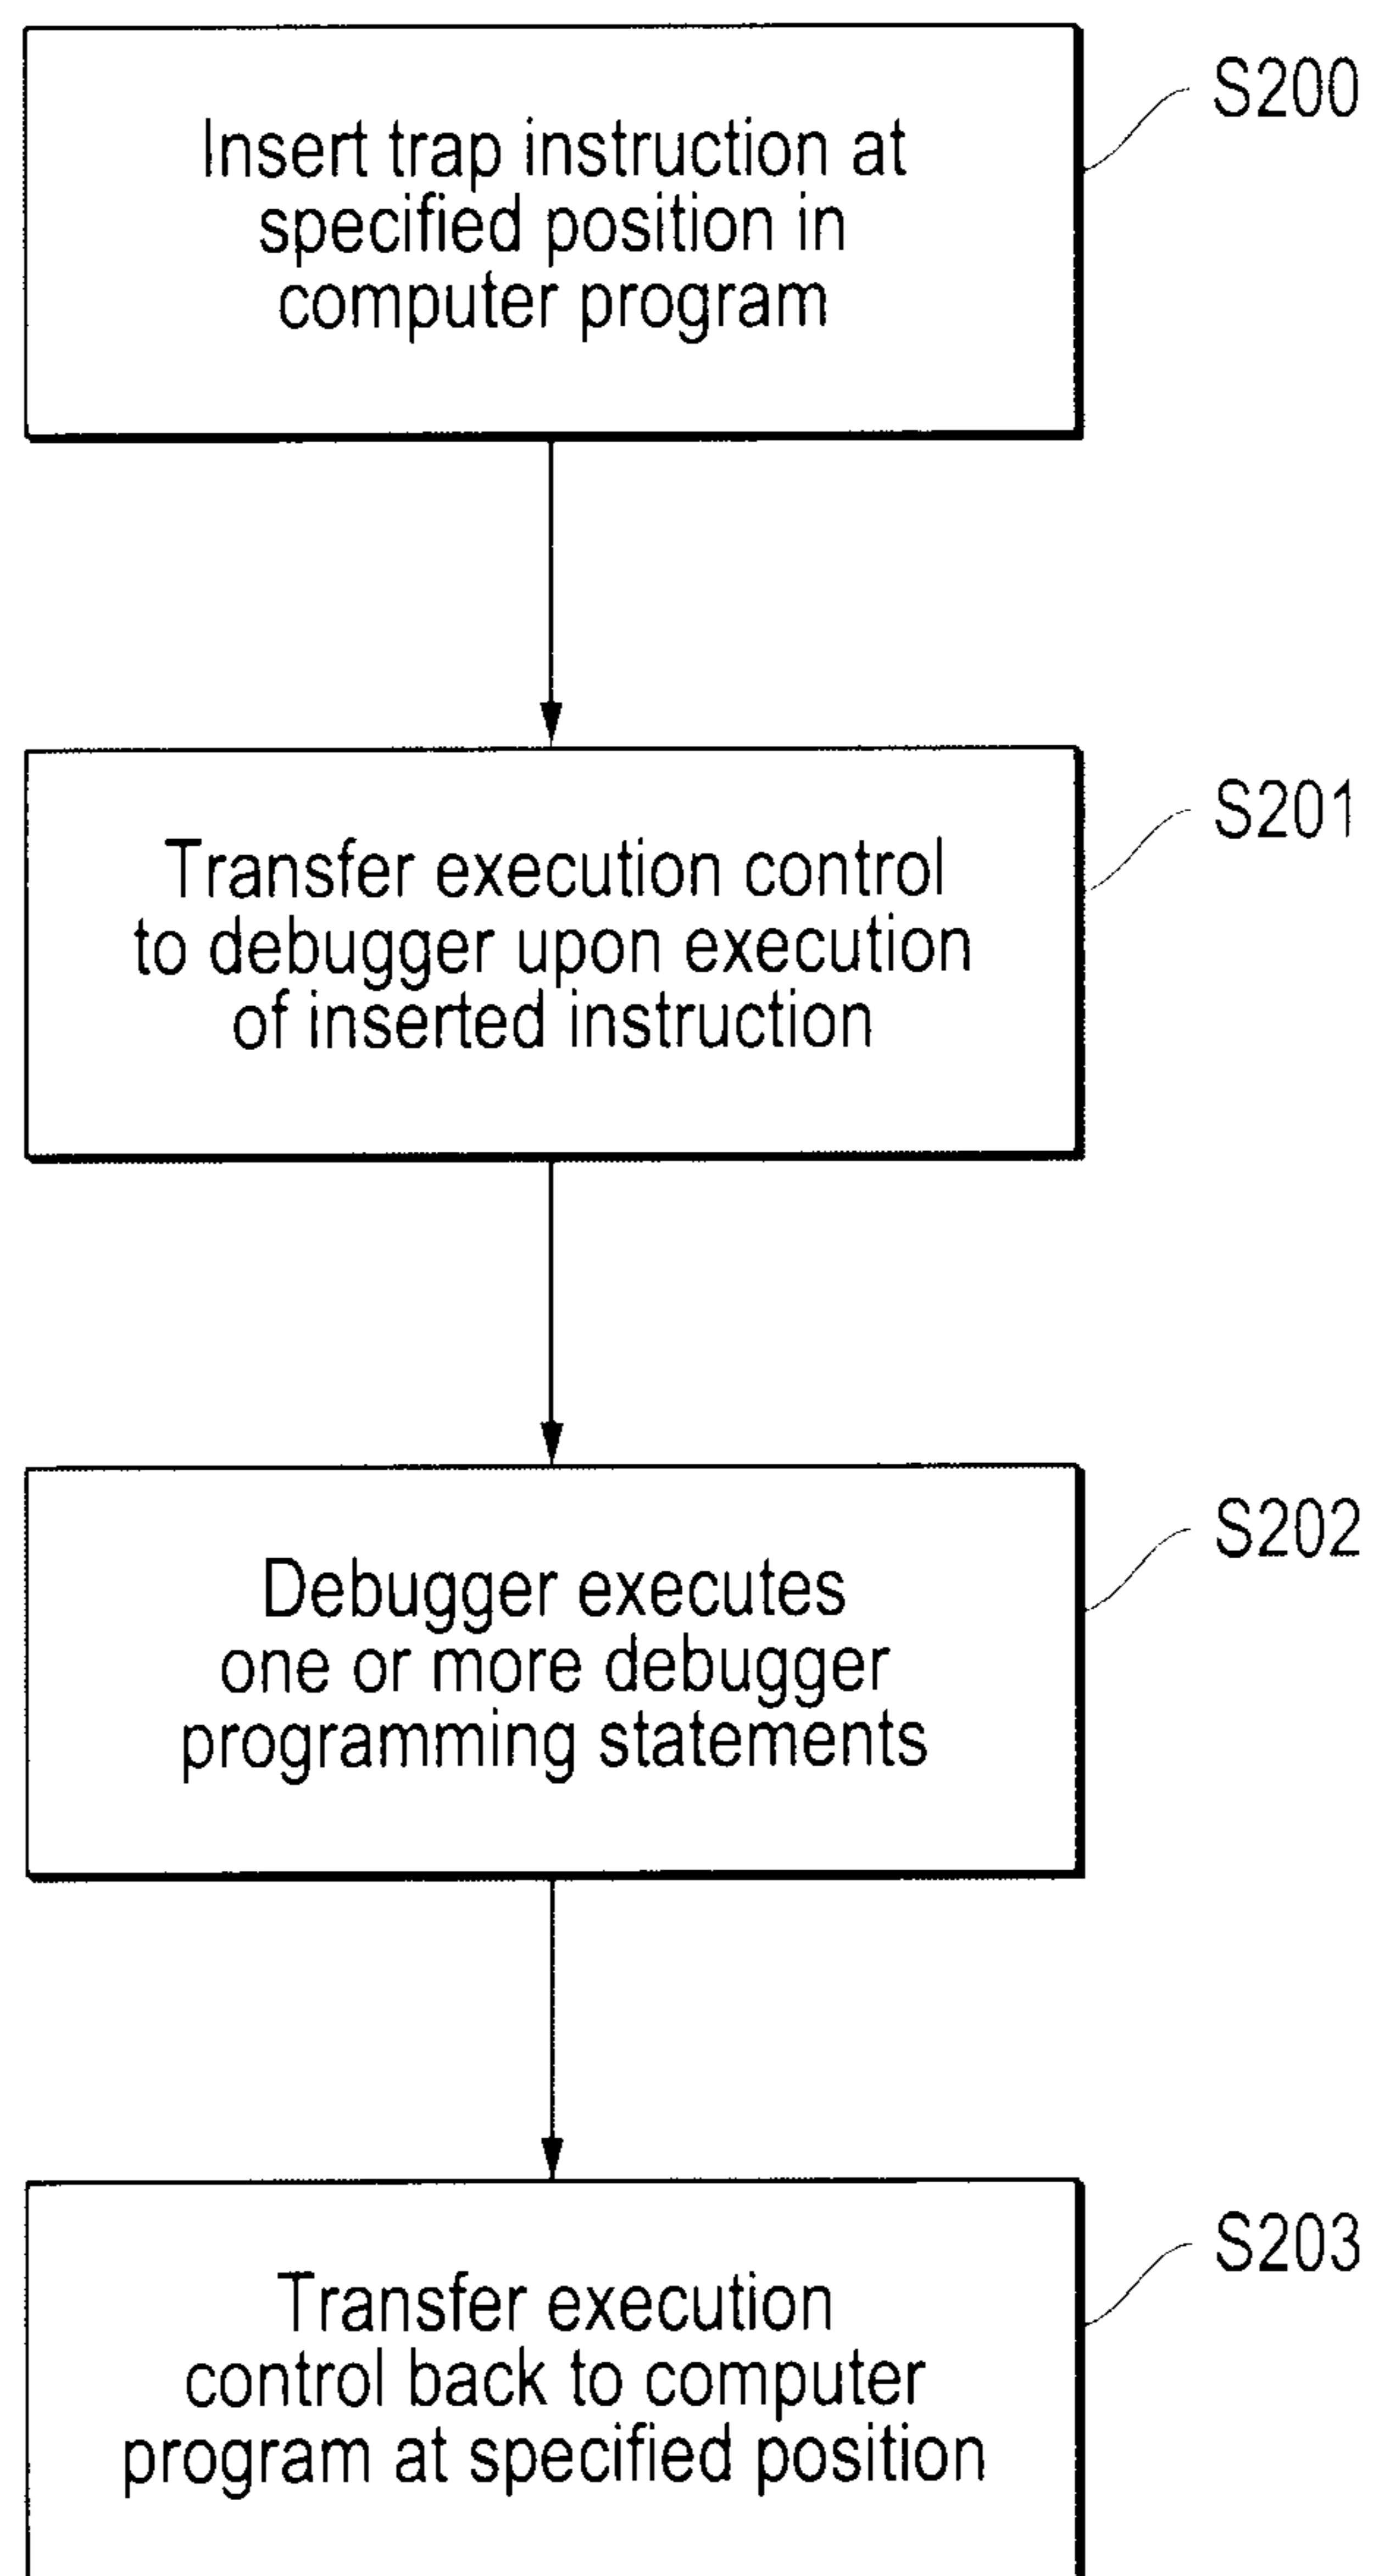 S200
Insert trap instruction at
specified position in
computer program
S201
Transfer execution control
to debugger upon execution
of inserted instruction
S202
Debugger executes
one or more debugger
programming statements
S203
Transfer execution
control back to computer
program at specified position